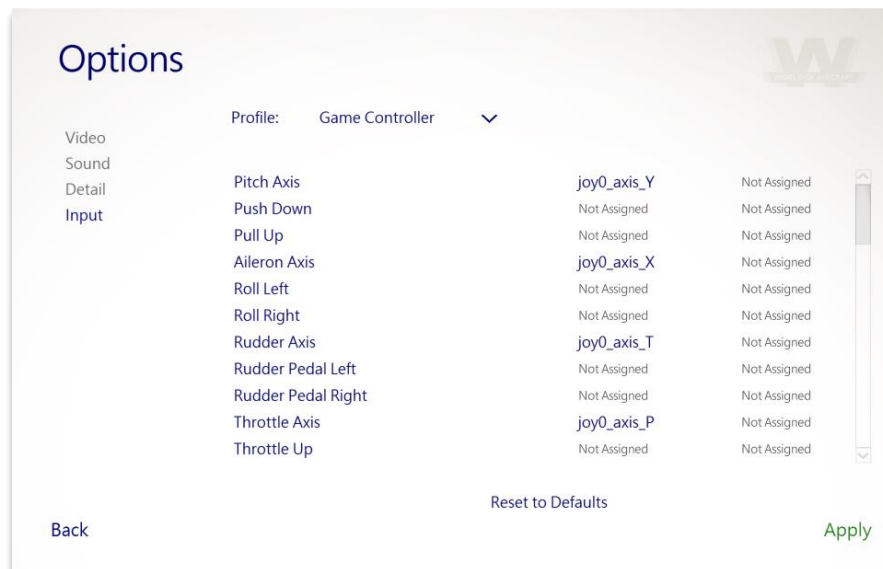 Options
WORLD OF AIRCRAFT
Profile: Game Controller
Video
Sound
Detail
Input
Pitch Axis joy0_axis_Y Not Assigned
Push Down Not Assigned Not Assigned
Pull Up Not Assigned Not Assigned
Aileron Axis joy0_axis_X Not Assigned
Roll Left Not Assigned Not Assigned
Roll Right Not Assigned Not Assigned
Rudder Axis joy0_axis_T Not Assigned
Rudder Pedal Left Not Assigned Not Assigned
Rudder Pedal Right Not Assigned Not Assigned
Throttle Axis joy0_axis_P Not Assigned
Throttle Up Not Assigned Not Assigned
Reset to Defaults
Back Apply